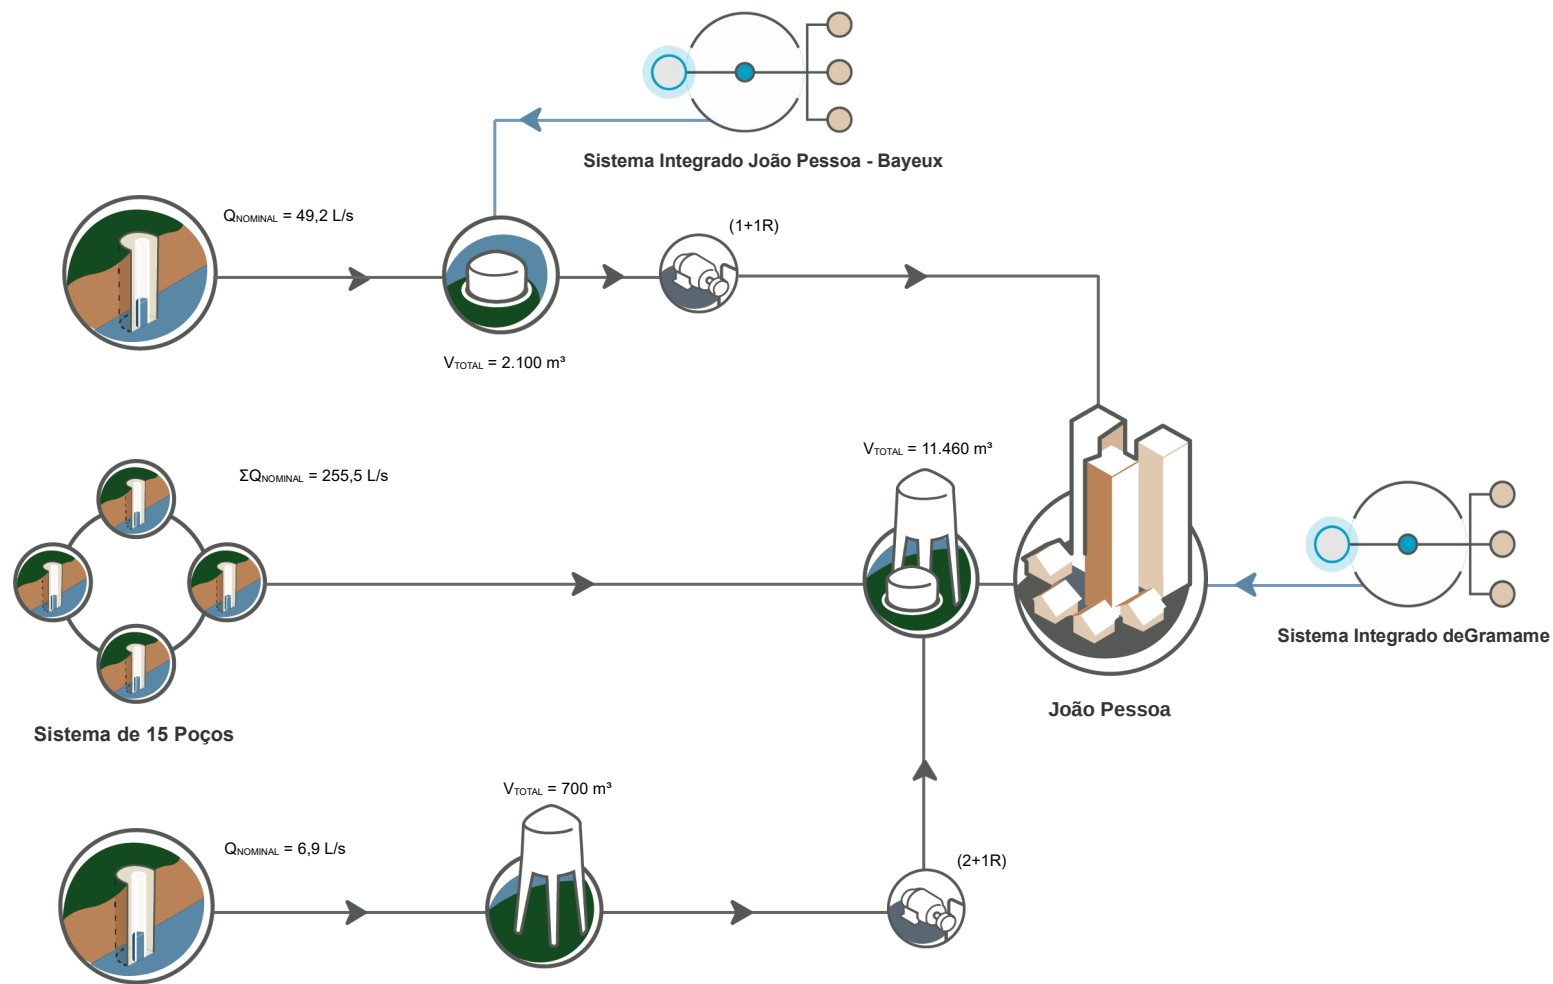 Sistema Integrado João Pessoa - Bayeux
QNOMINAL = 49,2 L/s
(1+1R)
VTOTAL = 2.100 m³
VTOTAL = 11.460 m³
ΣQNOMINAL = 255,5 L/s
Sistema Integrado deGramame
João Pessoa
Sistema de 15 Poços
VTOTAL = 700 m³
QNOMINAL = 6,9 L/s
(2+1R)